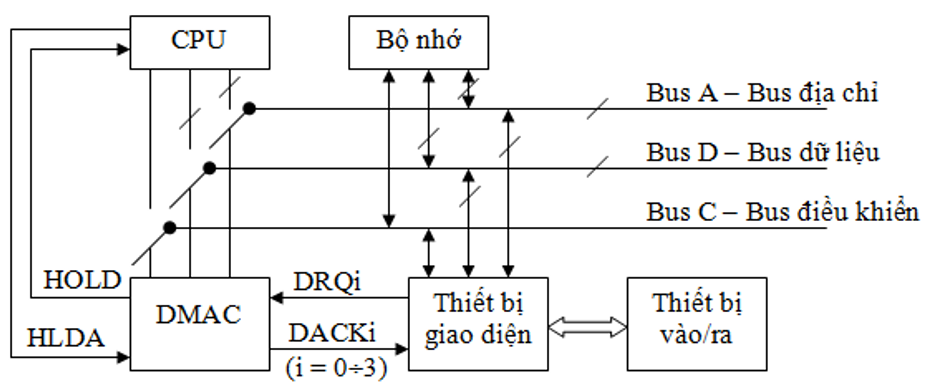 CPU
Bộ nhớ
Bus A – Bus địa chỉ
Bus D – Bus dữ liệu
Bus C – Bus điều khiển
HOLD
HLDA
DMAC
DRQi
DACKi
(i = 0÷3)
Thiết bị
giao diện
Thiết bị
vào/ra